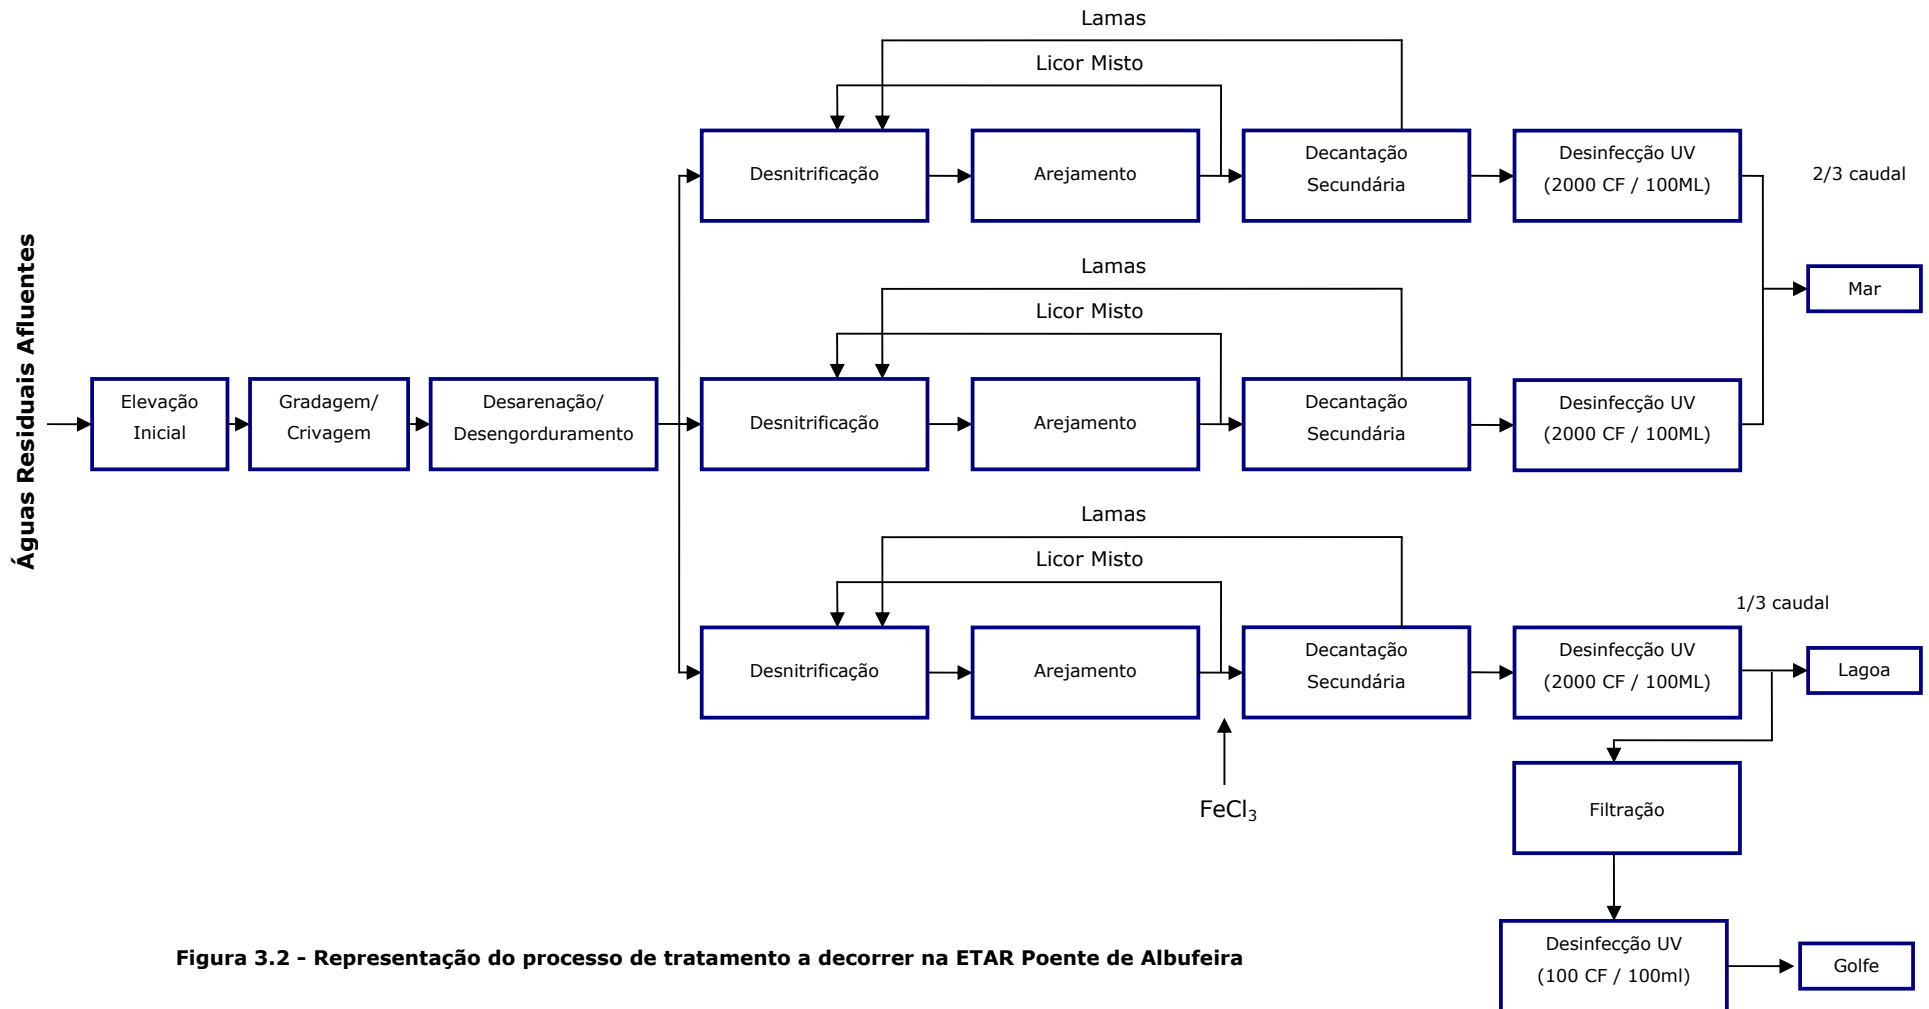 Águas Residuais Afluentes
Elevação
Inicial
Gradagem/
Crivagem
Desarenação/
Desengorduramento
Lamas
Licor Misto
Desnitrificação
Arejamento
Decantação
Secundária
Desinfecção UV
(2000 CF / 100ML)
2/3 caudal
Lamas
Licor Misto
Desnitrificação
Arejamento
Decantação
Secundária
Desinfecção UV
(2000 CF / 100ML)
Mar
Lamas
Licor Misto
Desnitrificação
Arejamento
FeCl₃
Decantação
Secundária
Desinfecção UV
(2000 CF / 100ML)
1/3 caudal
Lagoa
Filtração
Desinfecção UV
(100 CF / 100ml)
Golfe
Figura 3.2 - Representação do processo de tratamento a decorrer na ETAR Poente de Albufeira